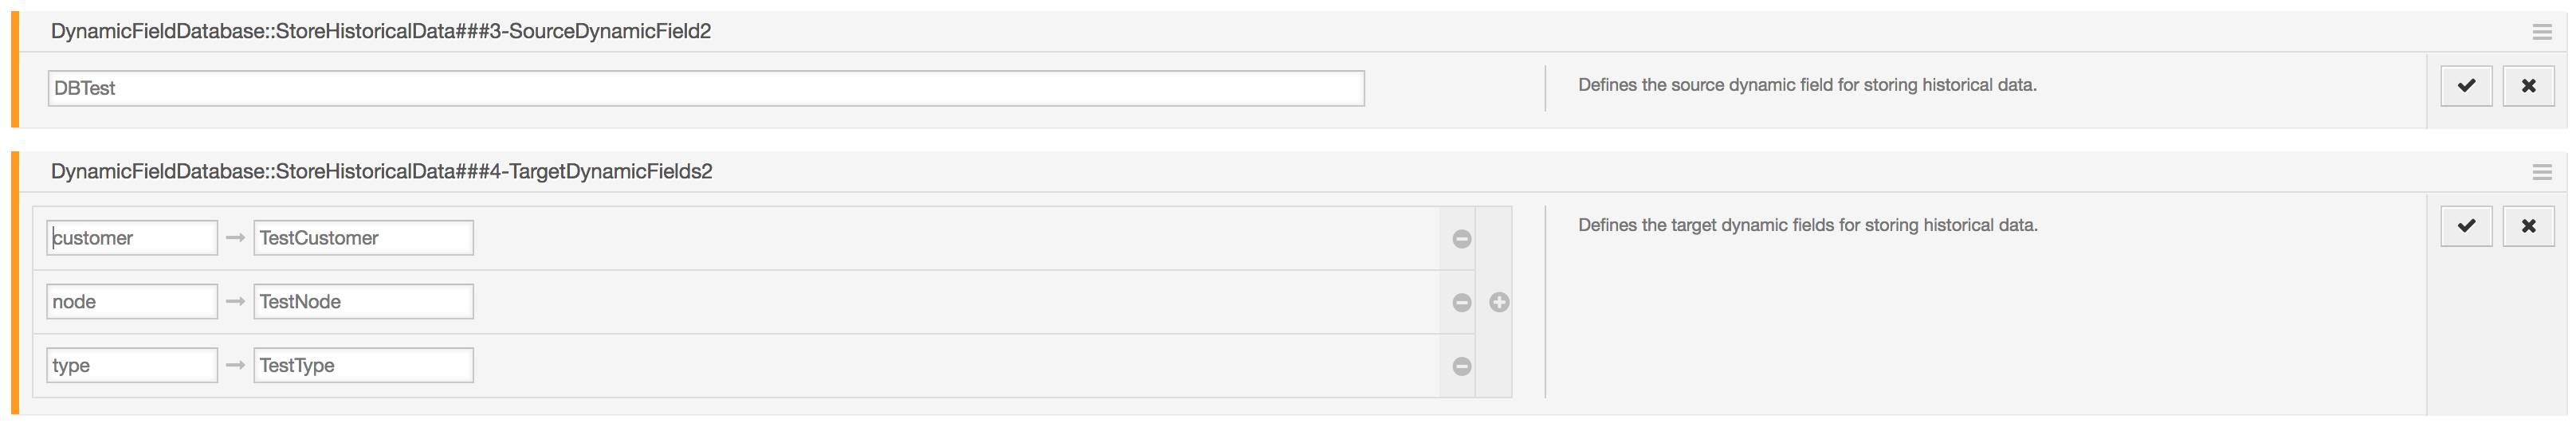 DynamicFieldDatabase::StoreHistoricalData###3-SourceDynamicField2
DBTest
Defines the source dynamic field for storing historical data.
DynamicFieldDatabase::StoreHistoricalData###4-TargetDynamicFields2
customer TestCustomer
Defines the target dynamic fields for storing historical data.
node TestNode
type TestType